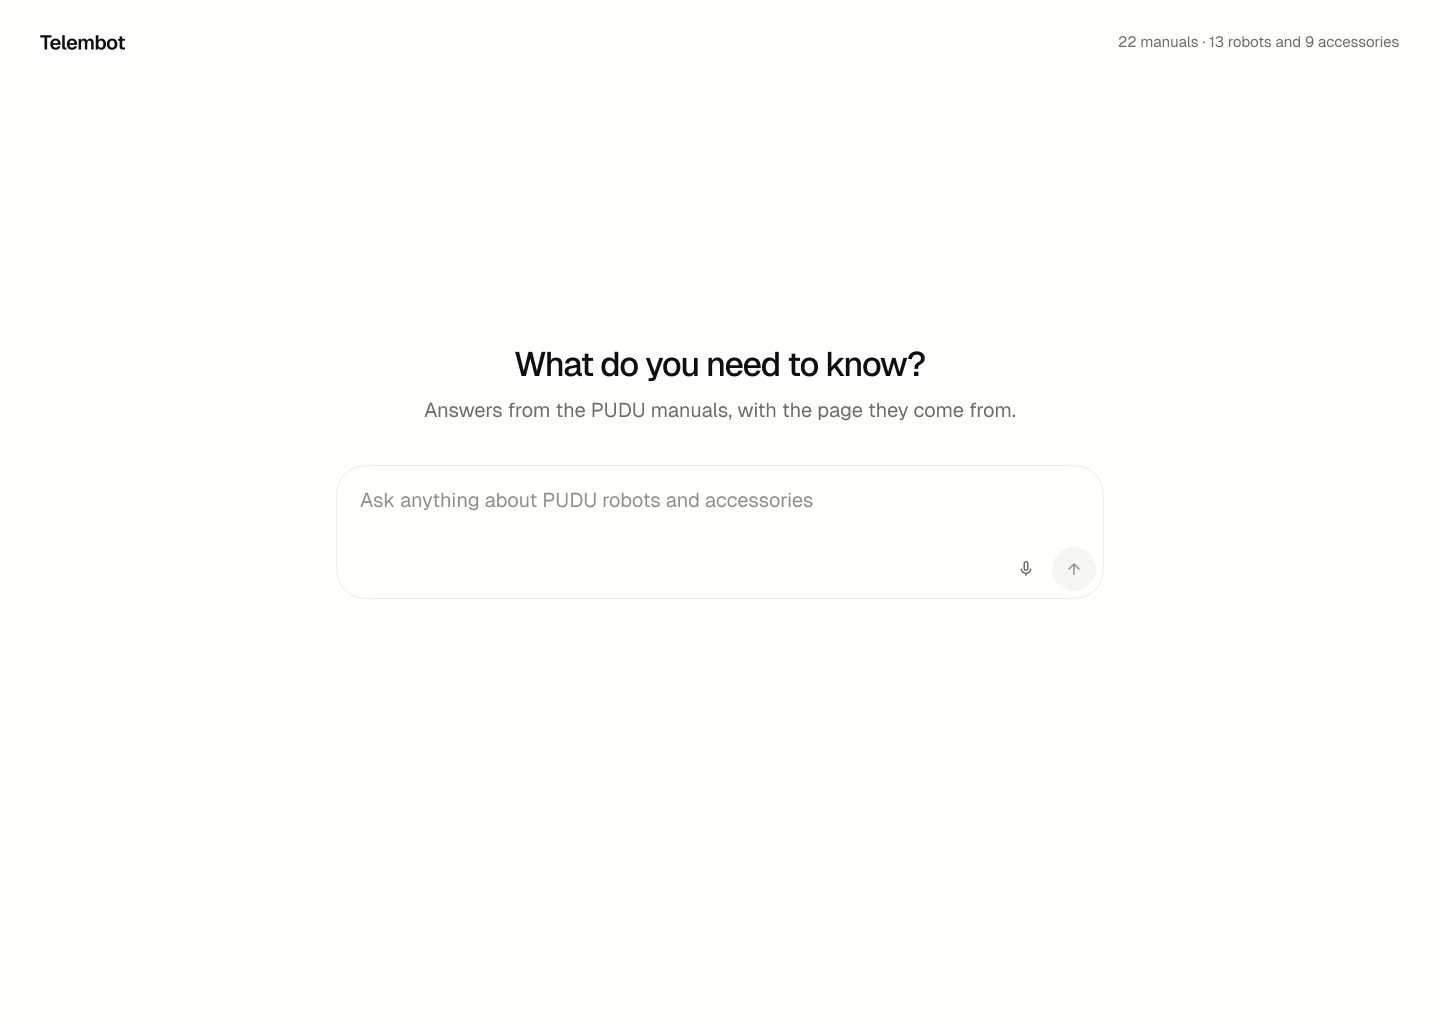 Telembot
22 manuals · 13 robots and 9 accessories
What do you need to know?
Answers from the PUDU manuals, with the page they come from.
Ask anything about PUDU robots and accessories